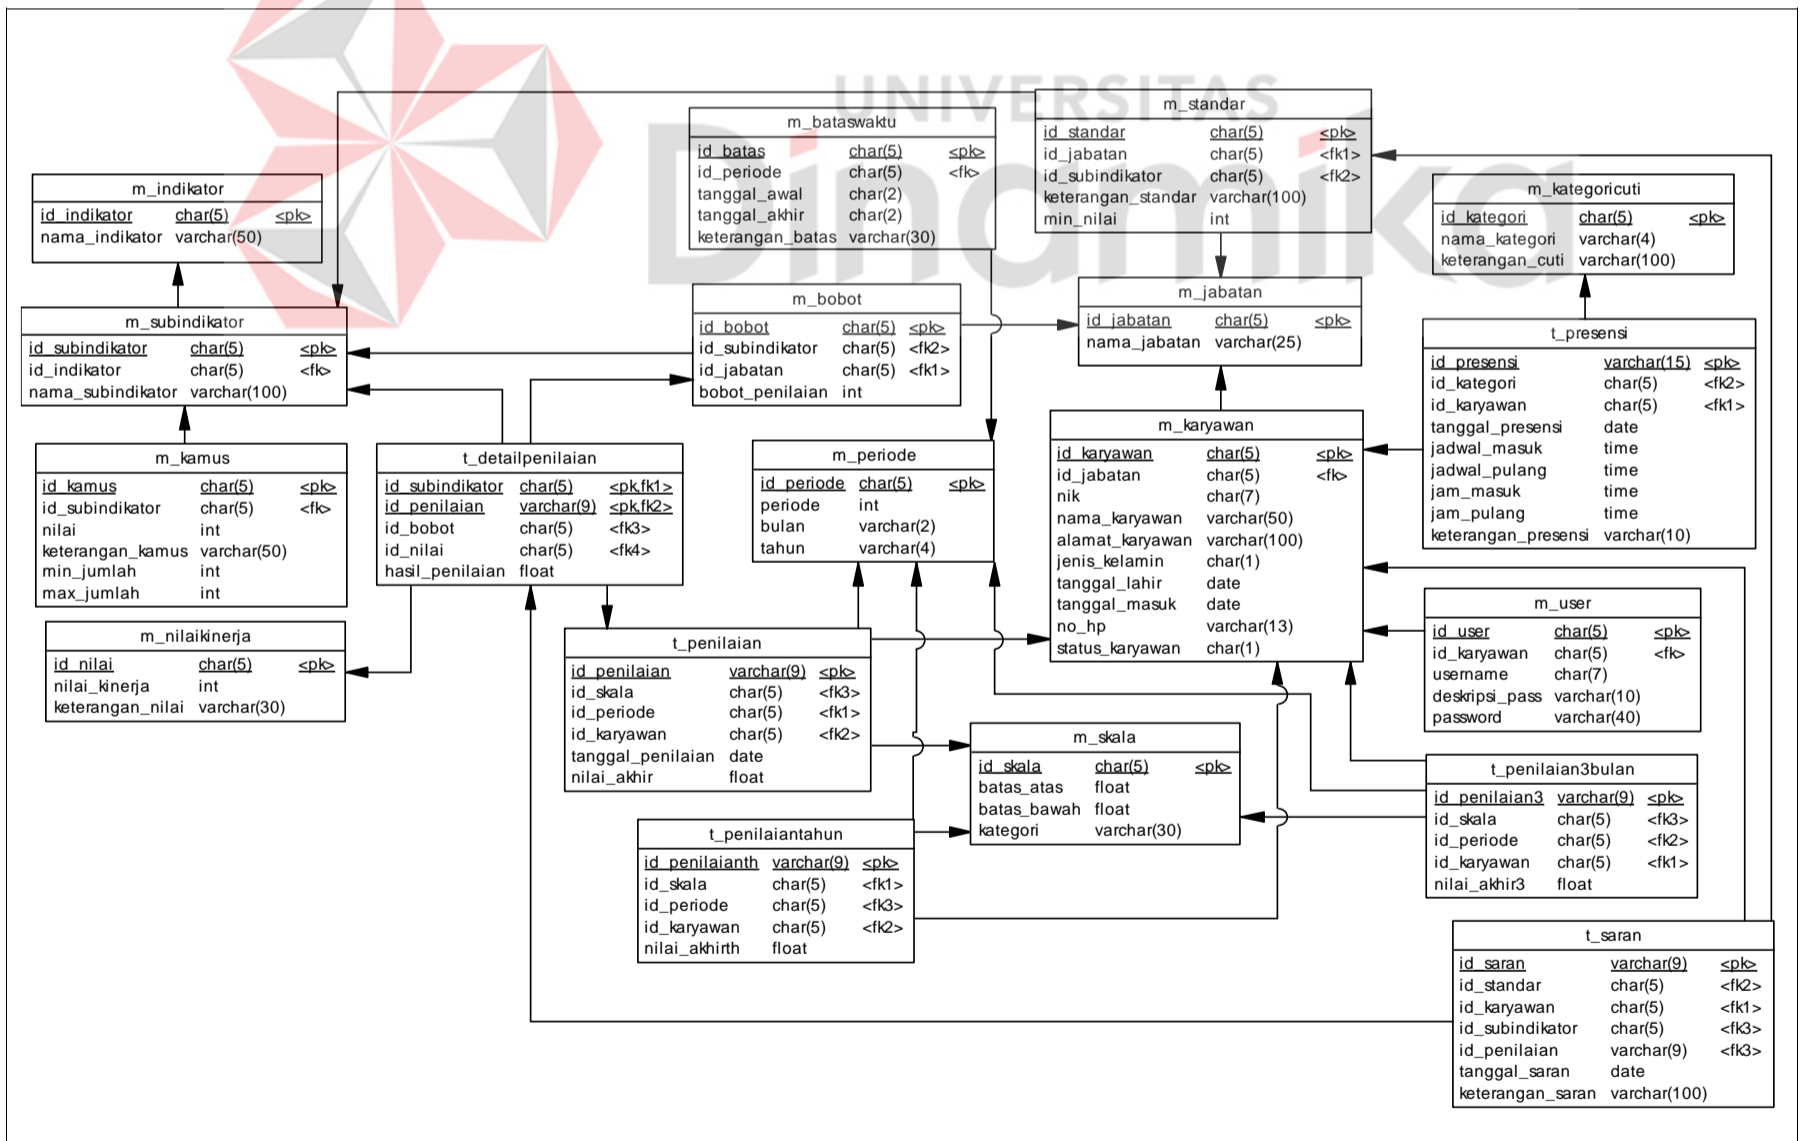 UNIVERSITAS
Dinamika
m_standar
id_standar char(5) <pk>
id_jabatan char(5) <fk1>
id_subindikator char(5) <fk2>
keterangan_standar varchar(100)
min_nilai int
m_bataswaktu
id_batas char(5) <pk>
id_periode char(5) <fk>
tanggal_awal char(2)
tanggal_akhir char(2)
keterangan_batas varchar(30)
m_indikator
id_indikator char(5) <pk>
nama_indikator varchar(50)
m_kategoricuti
id_kategori char(5) <pk>
nama_kategori varchar(4)
keterangan_cuti varchar(100)
m_subindikator
id_subindikator char(5) <pk>
id_indikator char(5) <fk>
nama_subindikator varchar(100)
m_bobot
id_bobot char(5) <pk>
id_subindikator char(5) <fk2>
id_jabatan char(5) <fk1>
bobot_penilaian int
m_jabatan
id_jabatan char(5) <pk>
nama_jabatan varchar(25)
t_presensi
id_presensi varchar(15) <pk>
id_kategori char(5) <fk2>
id_karyawan char(5) <fk1>
tanggal_presensi date
jadwal_masuk time
jadwal_pulang time
jam_masuk time
jam_pulang time
keterangan_presensi varchar(10)
m_kamus
id_kamus char(5) <pk>
id_subindikator char(5) <fk>
nilai int
keterangan_kamus varchar(50)
min_jumlah int
max_jumlah int
t_detailpenilaian
id_subindikator char(5) <pk,fk1>
id_penilaian varchar(9) <pk,fk2>
id_bobot char(5) <fk3>
id_nilai char(5) <fk4>
hasil_penilaian float
m_periode
id_periode char(5) <pk>
periode int
bulan varchar(2)
tahun varchar(4)
m_karyawan
id_karyawan char(5) <pk>
id_jabatan char(5) <fk>
nik char(7)
nama_karyawan varchar(50)
alamat_karyawan varchar(100)
jenis_kelamin char(1)
tanggal_lahir date
tanggal_masuk date
no_hp varchar(13)
status_karyawan char(1)
m_nilaikinerja
id_nilai char(5) <pk>
nilai_kinerja int
keterangan_nilai varchar(30)
t_penilaian
id_penilaian varchar(9) <pk>
id_skala char(5) <fk3>
id_periode char(5) <fk1>
id_karyawan char(5) <fk2>
tanggal_penilaian date
nilai_akhir float
m_user
id_user char(5) <pk>
id_karyawan char(5) <fk>
username char(7)
deskripsi_pass varchar(10)
password varchar(40)
m_skala
id_skala char(5) <pk>
batas_atas float
batas_bawah float
kategori varchar(30)
t_penilaian3bulan
id_penilaian3 varchar(9) <pk>
id_skala char(5) <fk3>
id_periode char(5) <fk2>
id_karyawan char(5) <fk1>
nilai_akhir3 float
t_penilaiantahun
id_penilaianth varchar(9) <pk>
id_skala char(5) <fk1>
id_periode char(5) <fk3>
id_karyawan char(5) <fk2>
nilai_akhirth float
t_saran
id_saran varchar(9) <pk>
id_standar char(5) <fk2>
id_karyawan char(5) <fk1>
id_subindikator char(5) <fk3>
id_penilaian varchar(9) <fk3>
tanggal_saran date
keterangan_saran varchar(100)